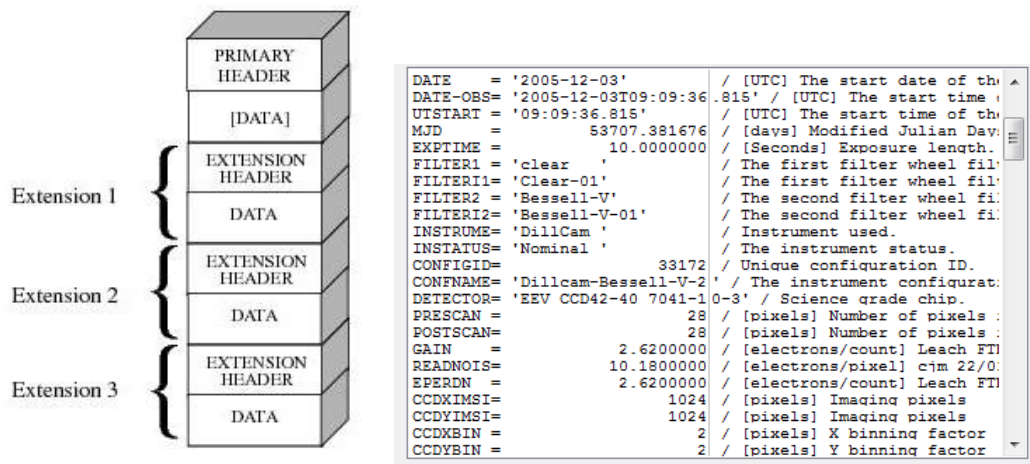 PRIMARY
HEADER
[DATA]
Extension 1
EXTENSION
HEADER
DATA
Extension 2
EXTENSION
HEADER
DATA
Extension 3
EXTENSION
HEADER
DATA
DATE    = '2005-12-03'         / [UTC] The start date of the
DATE-OBS= '2005-12-03T09:09:36.815' / [UTC] The start time
UTSTART = '09:09:36.815'       / [UTC] The start time of the
MJD     =         53707.381676 / [days] Modified Julian Day
EXPTIME =           10.0000000 / [Seconds] Exposure length.
FILTER1 = 'clear   '           / The first filter wheel fil
FILTERI1= 'Clear-01'           / The first filter wheel fil
FILTER2 = 'Bessell-V'          / The second filter wheel fi
FILTERI2= 'Bessell-V-01'       / The second filter wheel fi
INSTRUME= 'DillCam '           / Instrument used.
INSTATUS= 'Nominal '           / The instrument status.
CONFIGID=                33172 / Unique configuration ID.
CONFNAME= 'Dillcam-Bessell-V-2' / The instrument configurat
DETECTOR= 'EEV CCD42-40 7041-10-3' / Science grade chip.
PRESCAN =                   28 / [pixels] Number of pixels
POSTSCAN=                   28 / [pixels] Number of pixels
GAIN    =            2.6200000 / [electrons/count] Leach FT
READNOIS=           10.1800000 / [electrons/pixel] cjm 22/0
EPERDN  =            2.6200000 / [electrons/count] Leach FT
CCDXIMSI=                 1024 / [pixels] Imaging pixels
CCDYIMSI=                 1024 / [pixels] Imaging pixels
CCDXBIN =                    2 / [pixels] X binning factor
CCDYBIN =                    2 / [pixels] Y binning factor